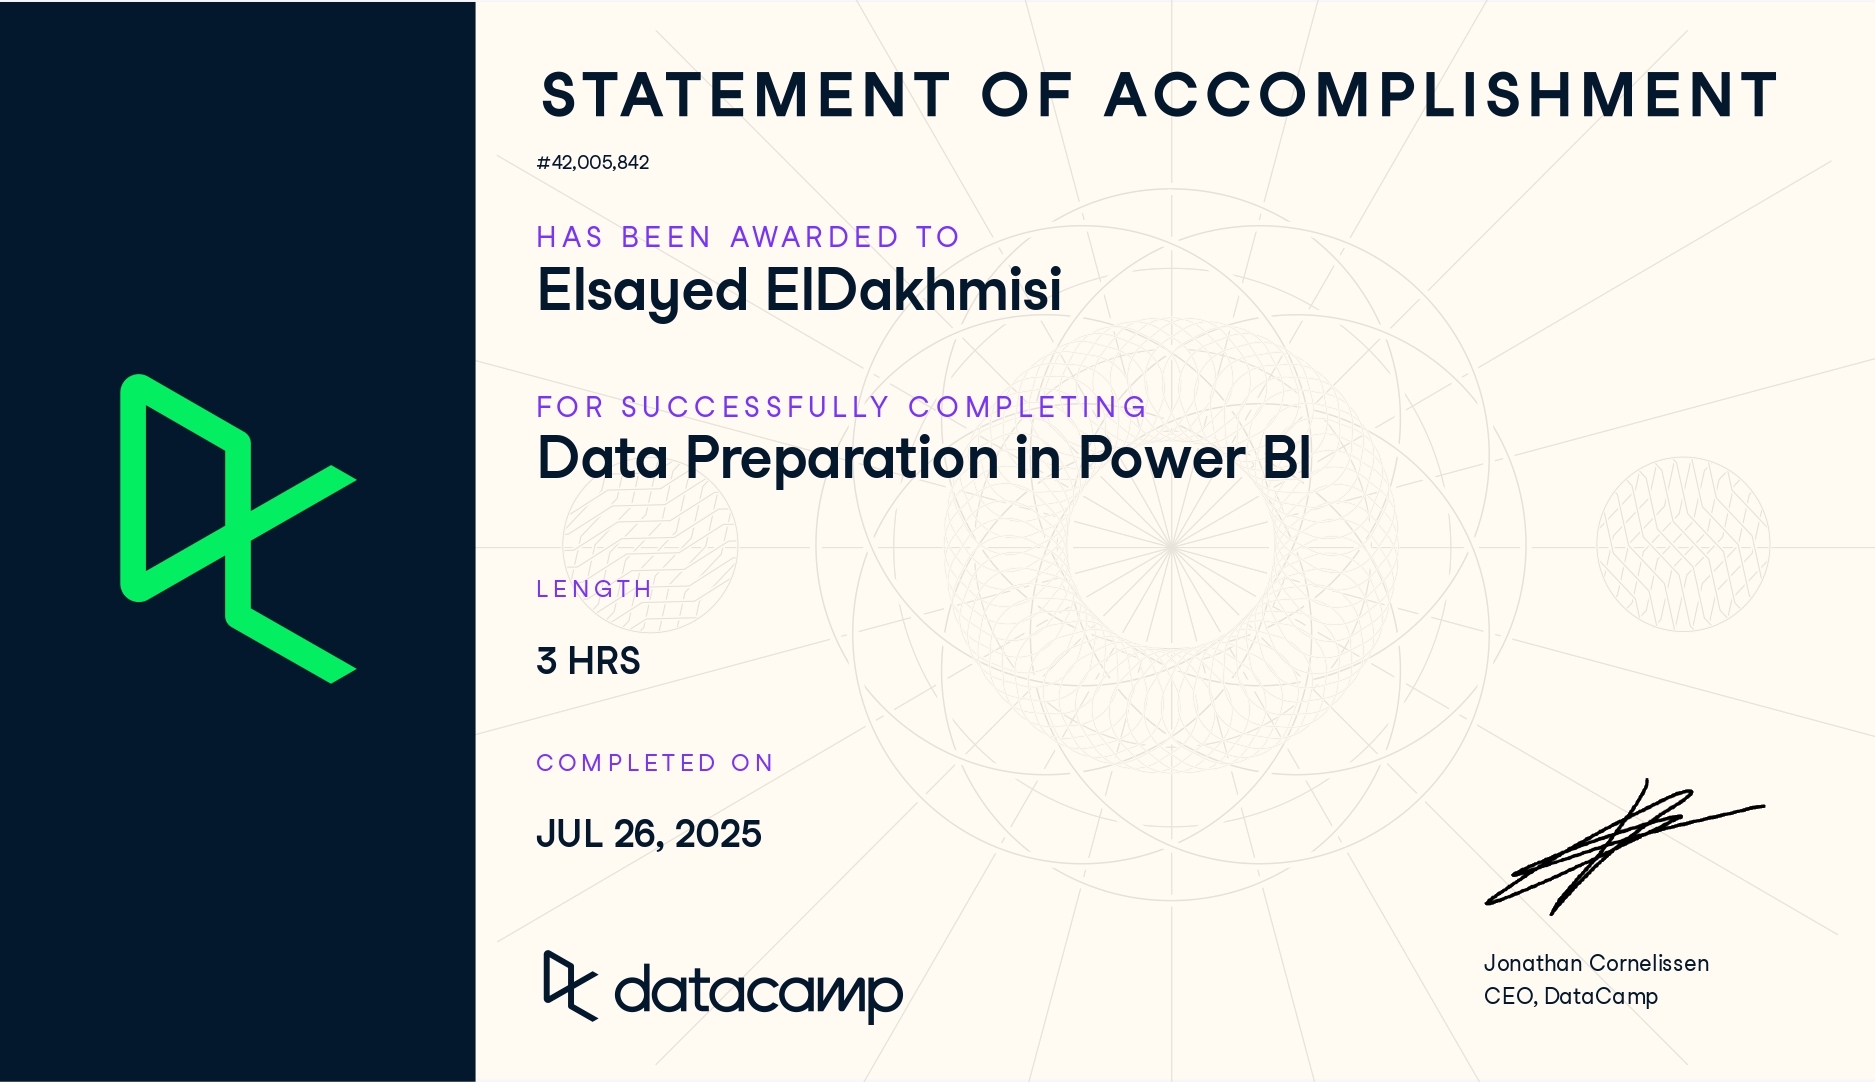 STATEMENT OF ACCOMPLISHMENT
#42,005,842
HAS BEEN AWARDED TO
Elsayed ElDakhmisi
FOR SUCCESSFULLY COMPLETING
Data Preparation in Power BI
LENGTH
3 HRS
COMPLETED ON
JUL 26, 2025
datacamp
Jonathan Cornelissen
CEO, DataCamp